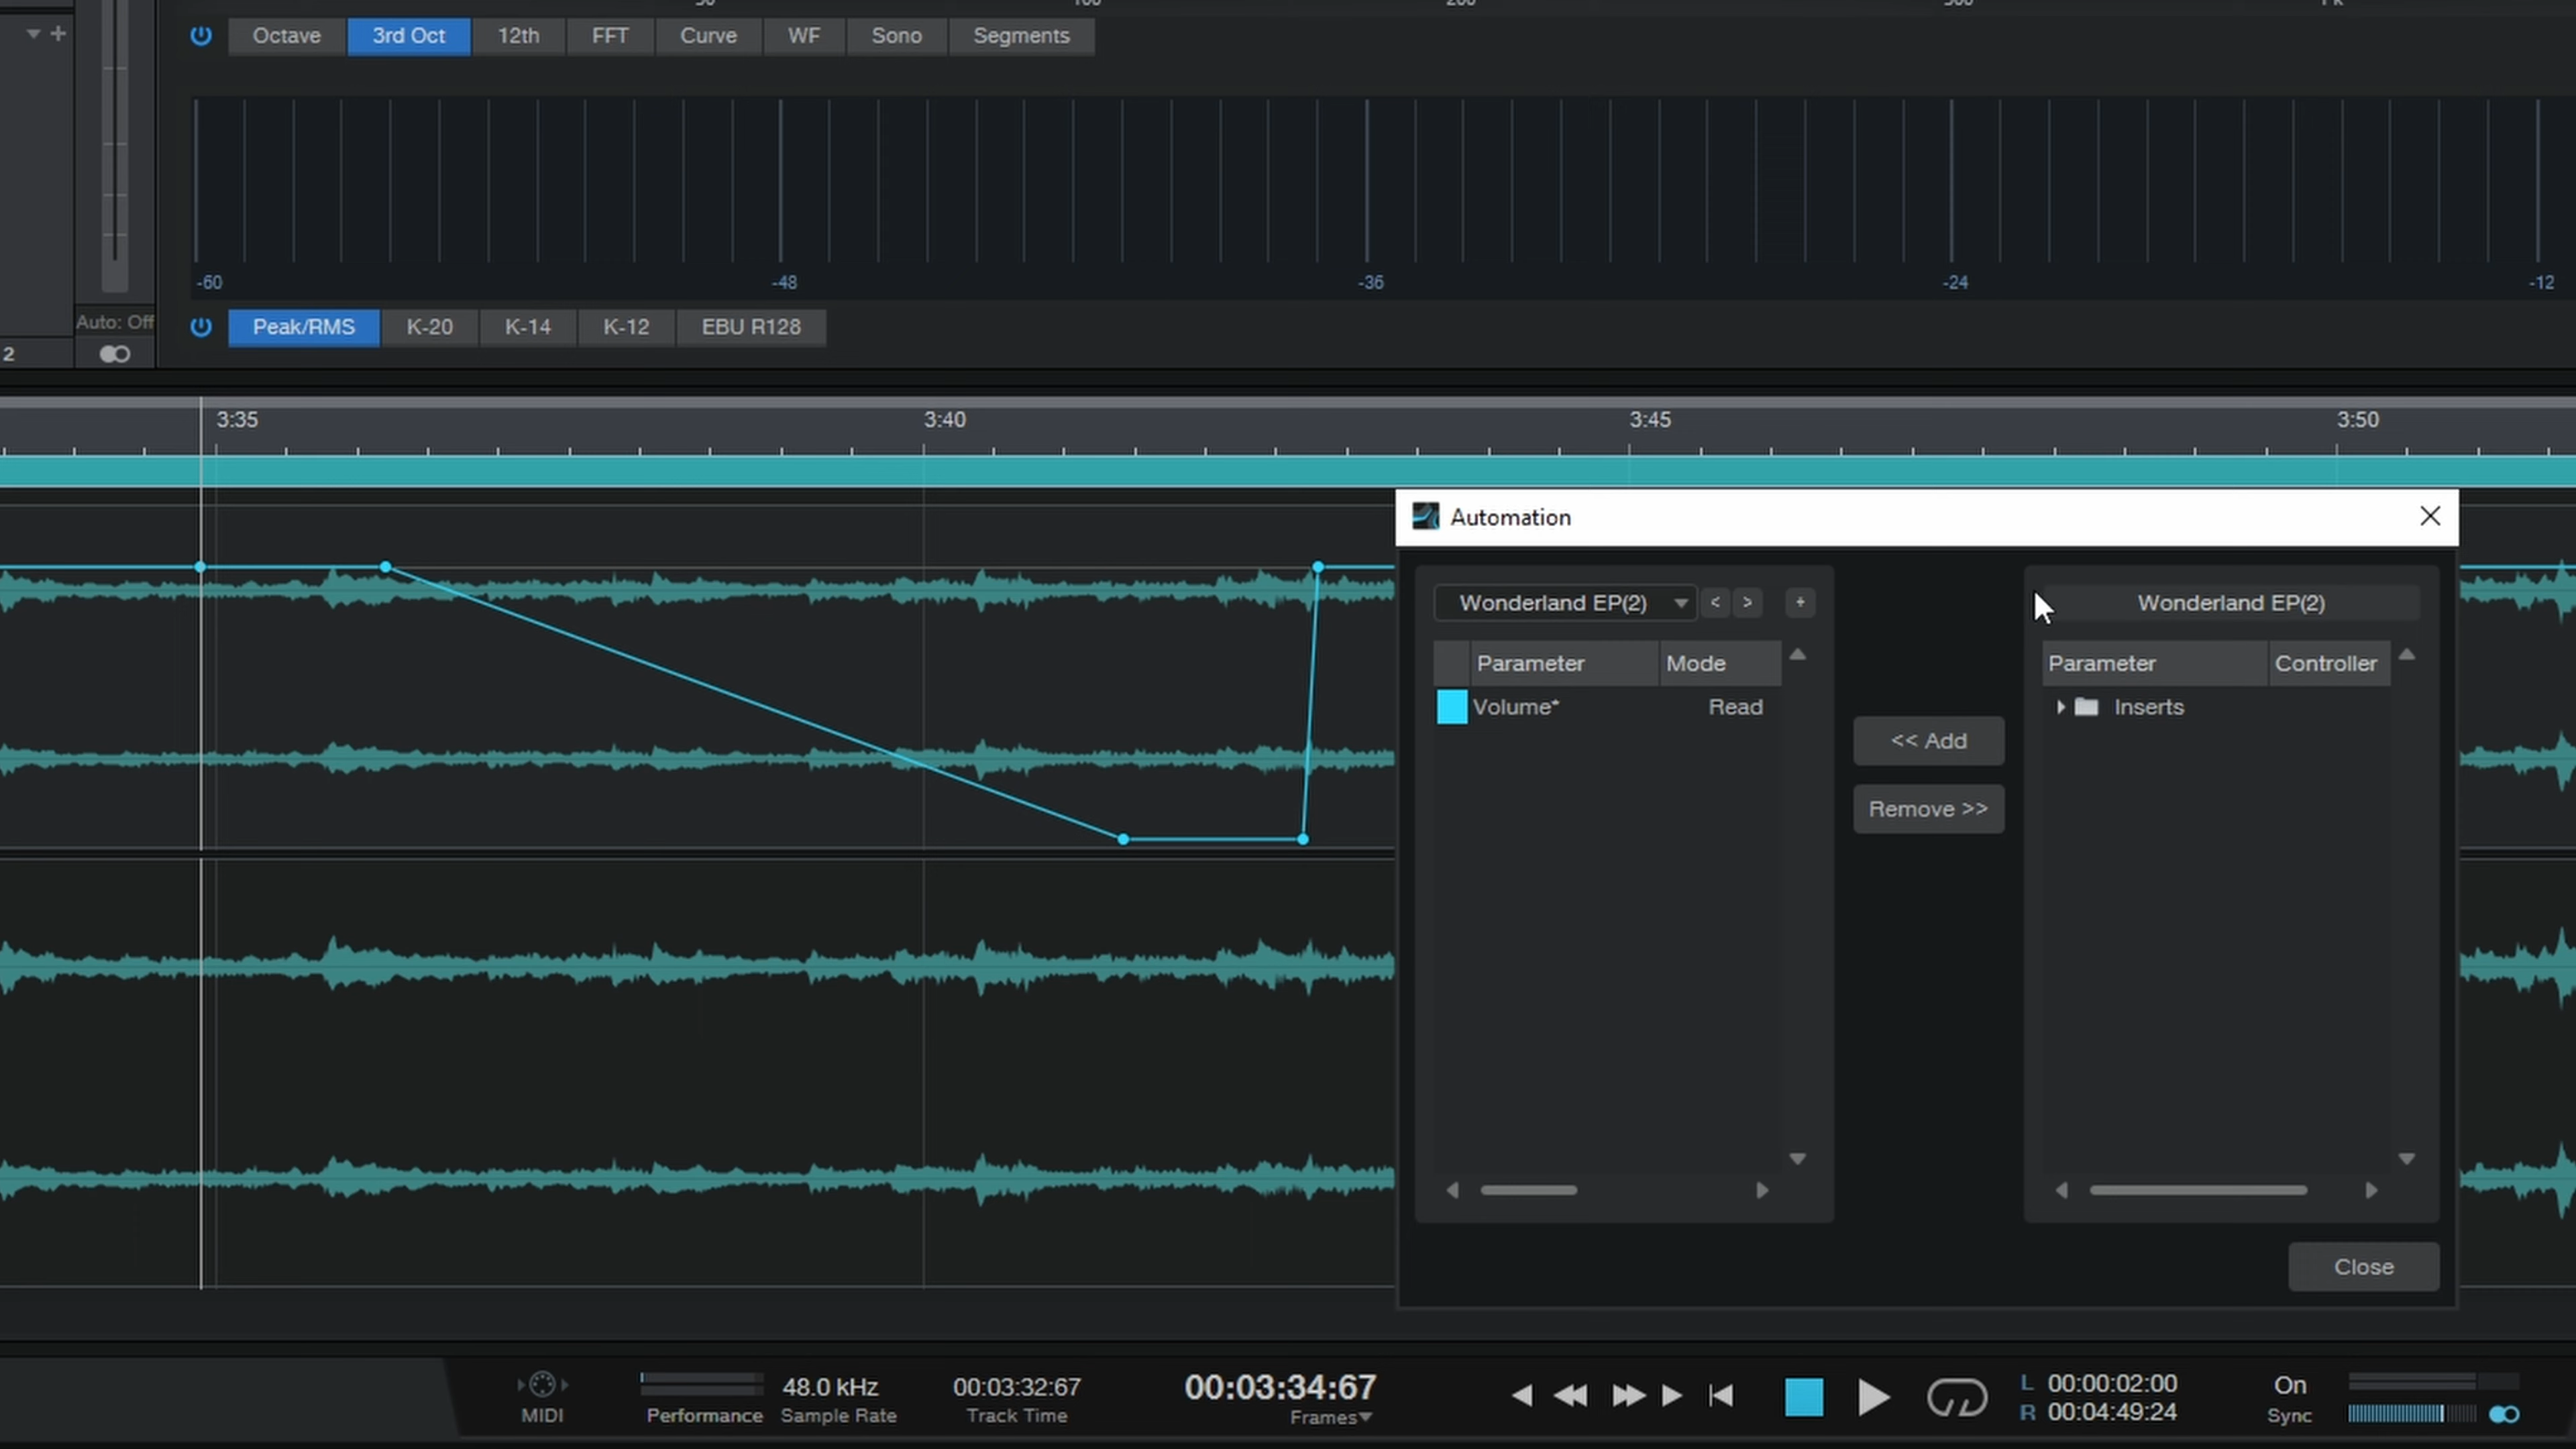 Octave 3rd Oct 12th FFT Curve WF Sono Segments
-60 -48 -36 -24 -12
Auto: Off
Peak/RMS K-20 K-14 K-12 EBU R128
2
3:35 3:40 3:45 3:50
Automation
Wonderland EP(2) < > +
Wonderland EP(2)
Parameter Mode
Parameter Controller
Volume* Read
Inserts
<< Add
Remove >>
Close
MIDI
Performance
48.0 kHz
Sample Rate
00:03:32:67
Track Time
00:03:34:67
Frames
L 00:00:02:00
R 00:04:49:24
On
Sync